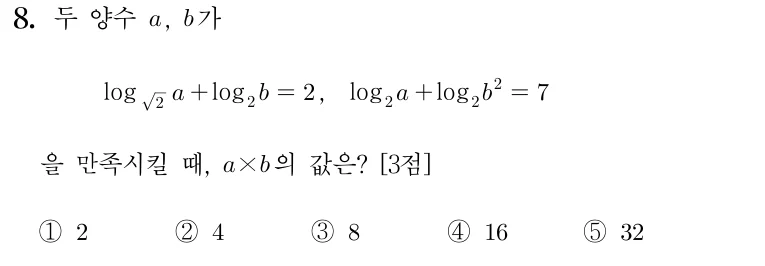 8. 두 양수 a, b가
log_{√2} a + log_2 b = 2, log_2 a + log_2 b² = 7
을 만족시킬 때, a×b의 값은? [3점]
① 2 ② 4 ③ 8 ④ 16 ⑤ 32